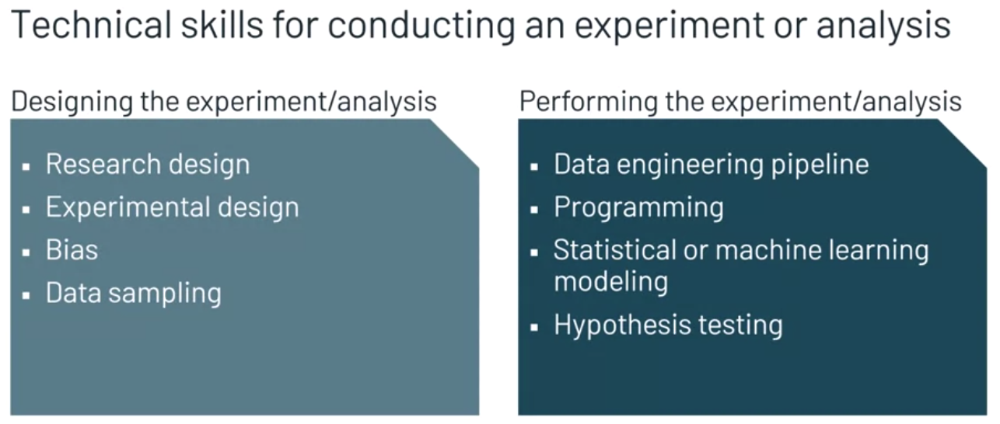 Technical skills for conducting an experiment or analysis
Designing the experiment/analysis
▪ Research design
▪ Experimental design
▪ Bias
▪ Data sampling
Performing the experiment/analysis
▪ Data engineering pipeline
▪ Programming
▪ Statistical or machine learning
modeling
▪ Hypothesis testing